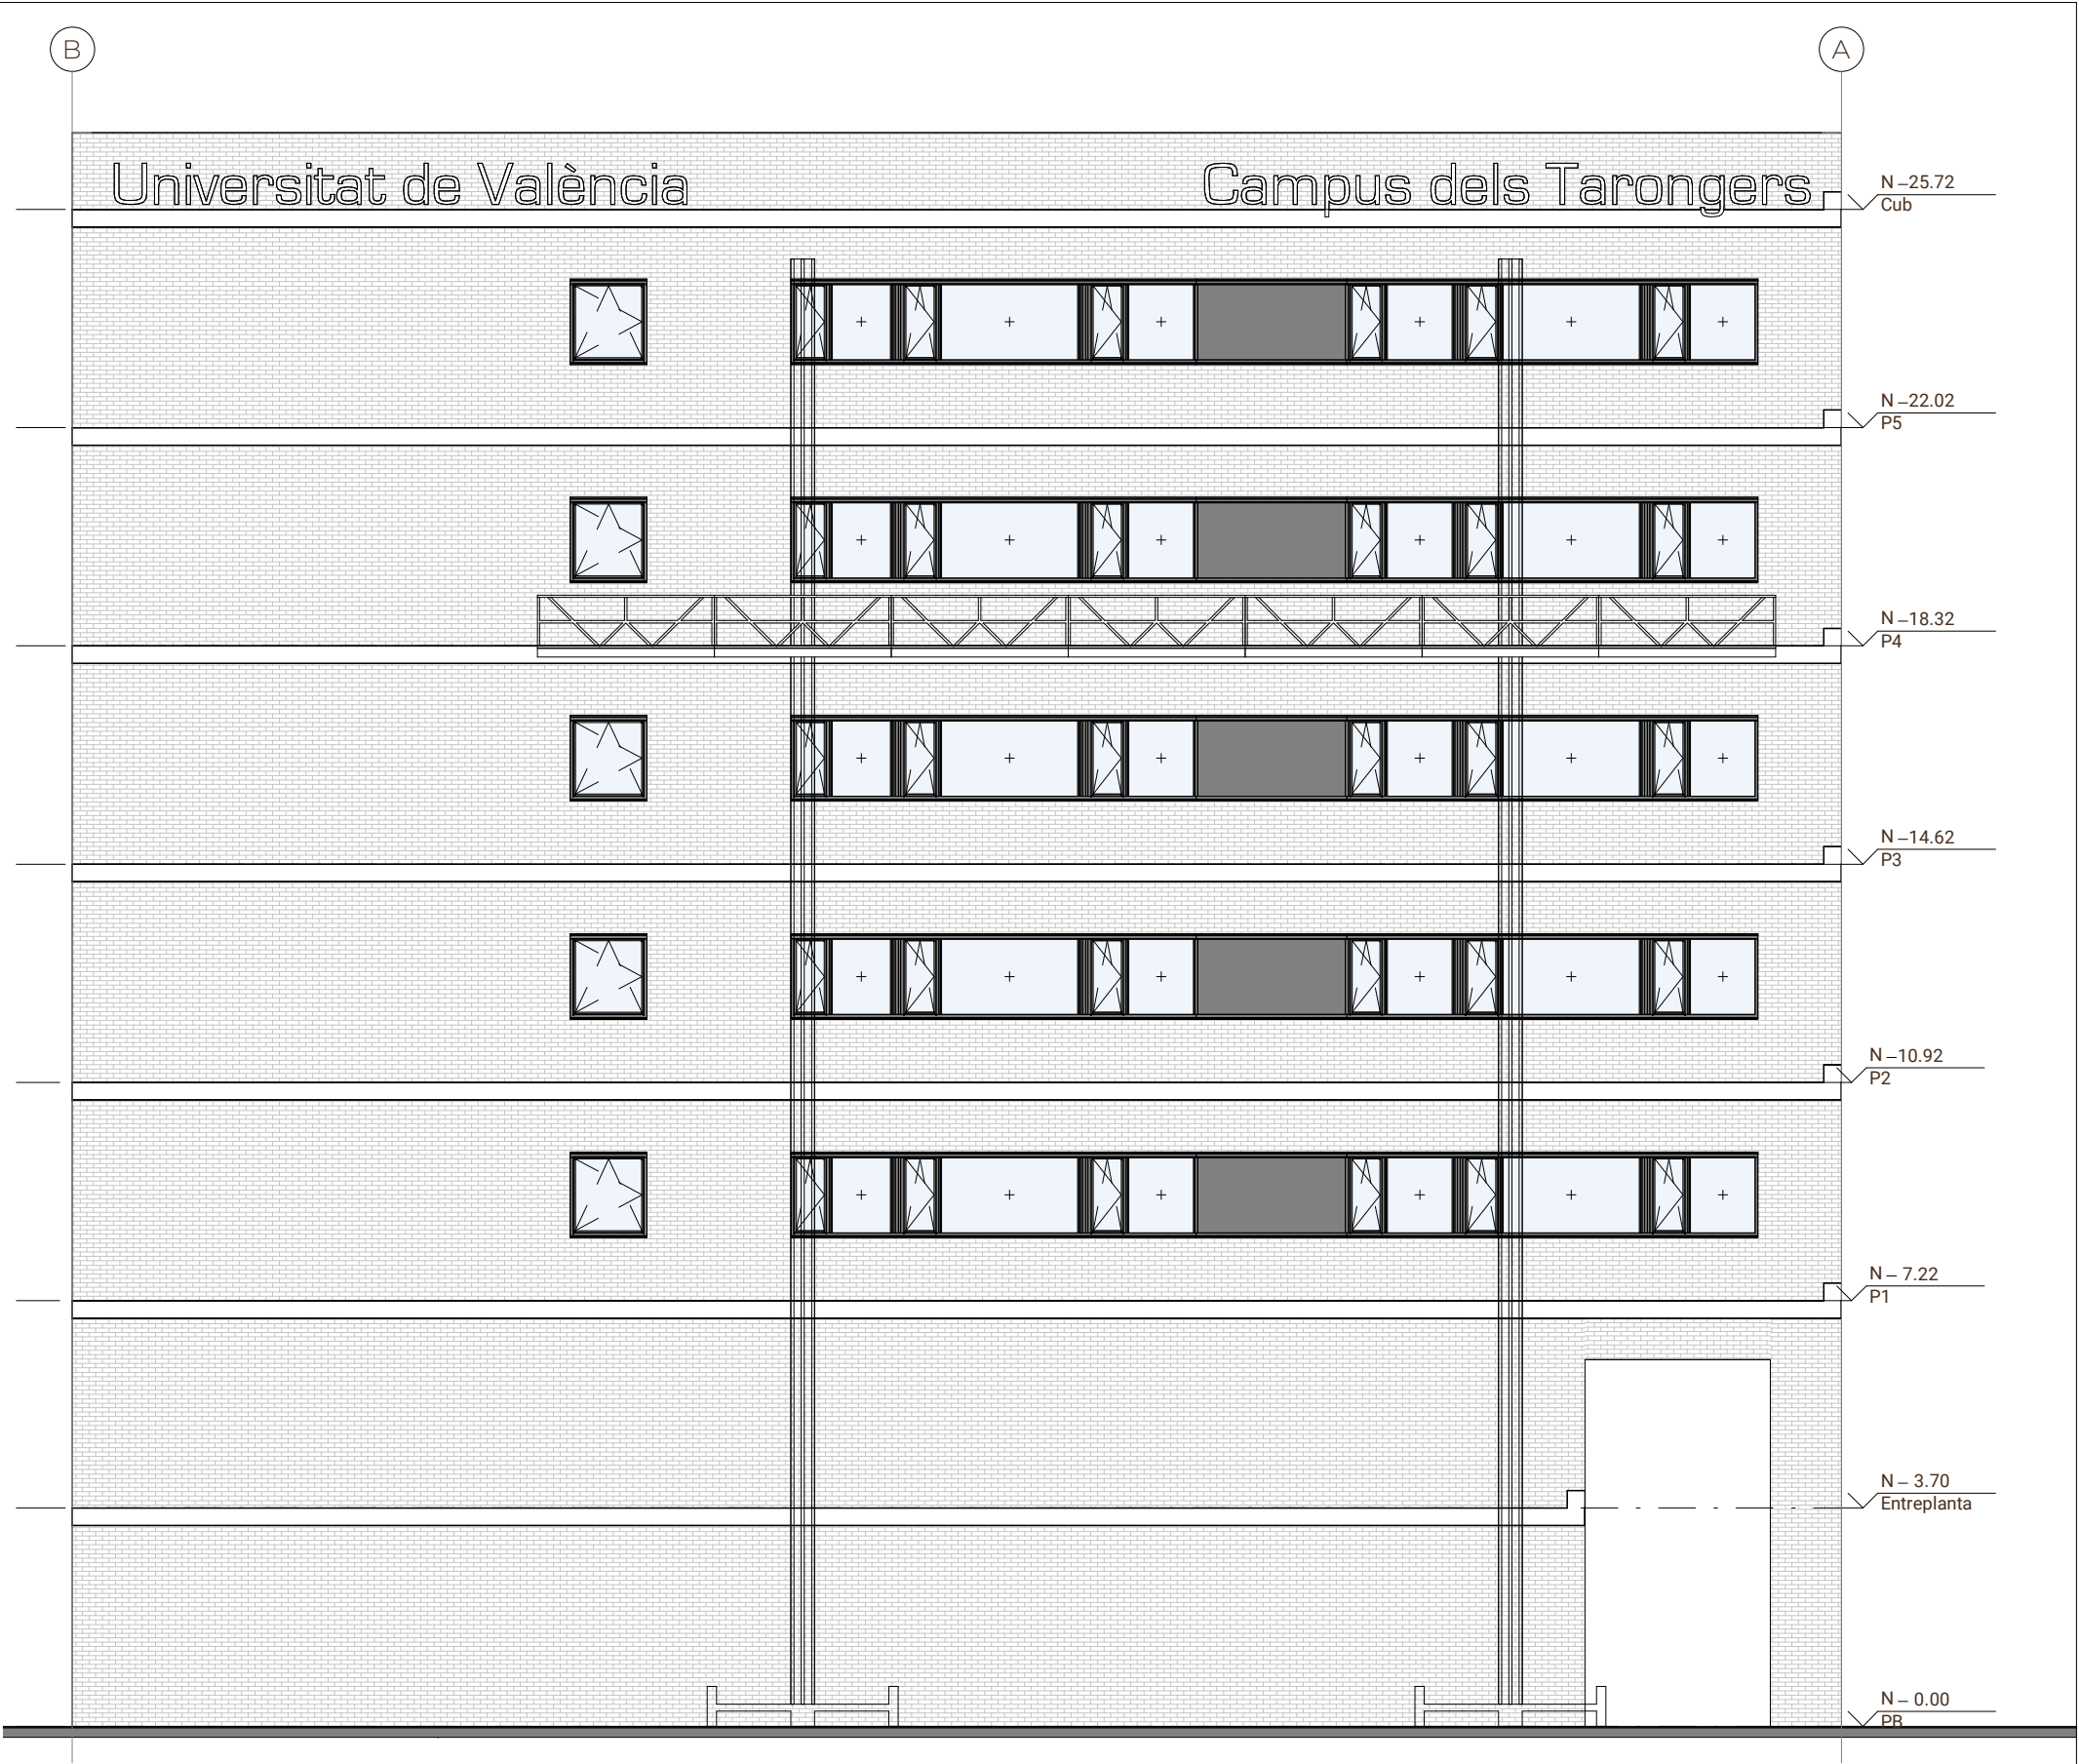 B
A
Universitat de València
Campus dels Tarongers
N –25.72
Cub
N –22.02
P5
N –18.32
P4
N –14.62
P3
N –10.92
P2
N – 7.22
P1
N – 3.70
Entreplanta
N – 0.00
PB